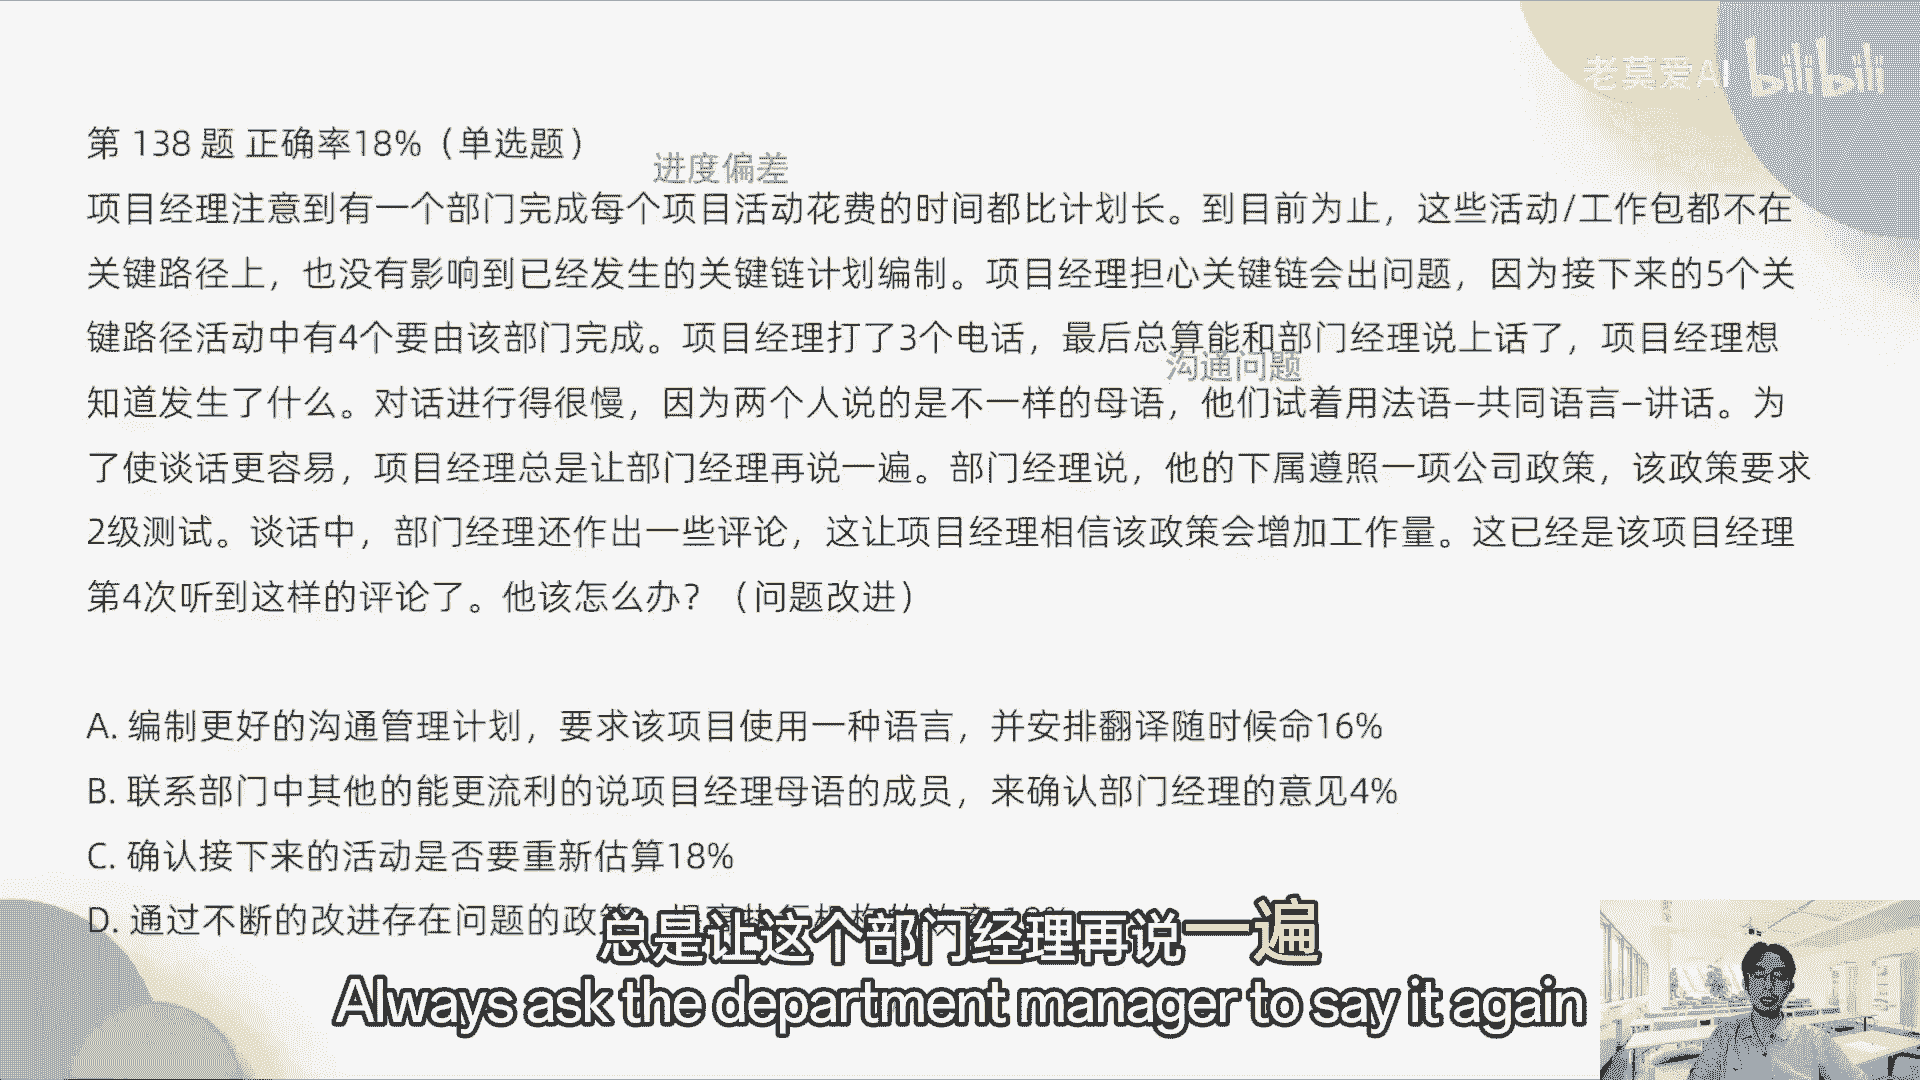 老莫爱AI bilibili
第 138 题 正确率18%（单选题）
进度偏差
项目经理注意到有一个部门完成每个项目活动花费的时间都比计划长。到目前为止，这些活动/工作包都不在
关键路径上，也没有影响到已经发生的关键链计划编制。项目经理担心关键链会出问题，因为接下来的5个关
键路径活动中有4个要由该部门完成。项目经理打了3个电话，最后总算能和部门经理说上话了，项目经理想
沟通问题
知道发生了什么。对话进行得很慢，因为两个人说的是不一样的母语，他们试着用法语–共同语言–讲话。为
了使谈话更容易，项目经理总是让部门经理再说一遍。部门经理说，他的下属遵照一项公司政策，该政策要求
2级测试。谈话中，部门经理还作出一些评论，这让项目经理相信该政策会增加工作量。这已经是该项目经理
第4次听到这样的评论了。他该怎么办？（问题改进）
A. 编制更好的沟通管理计划，要求该项目使用一种语言，并安排翻译随时候命16%
B. 联系部门中其他的能更流利的说项目经理母语的成员，来确认部门经理的意见4%
C. 确认接下来的活动是否要重新估算18%
D. 通过不断的改进存在问题的政策
总是让这个部门经理再说一遍
Always ask the department manager to say it again